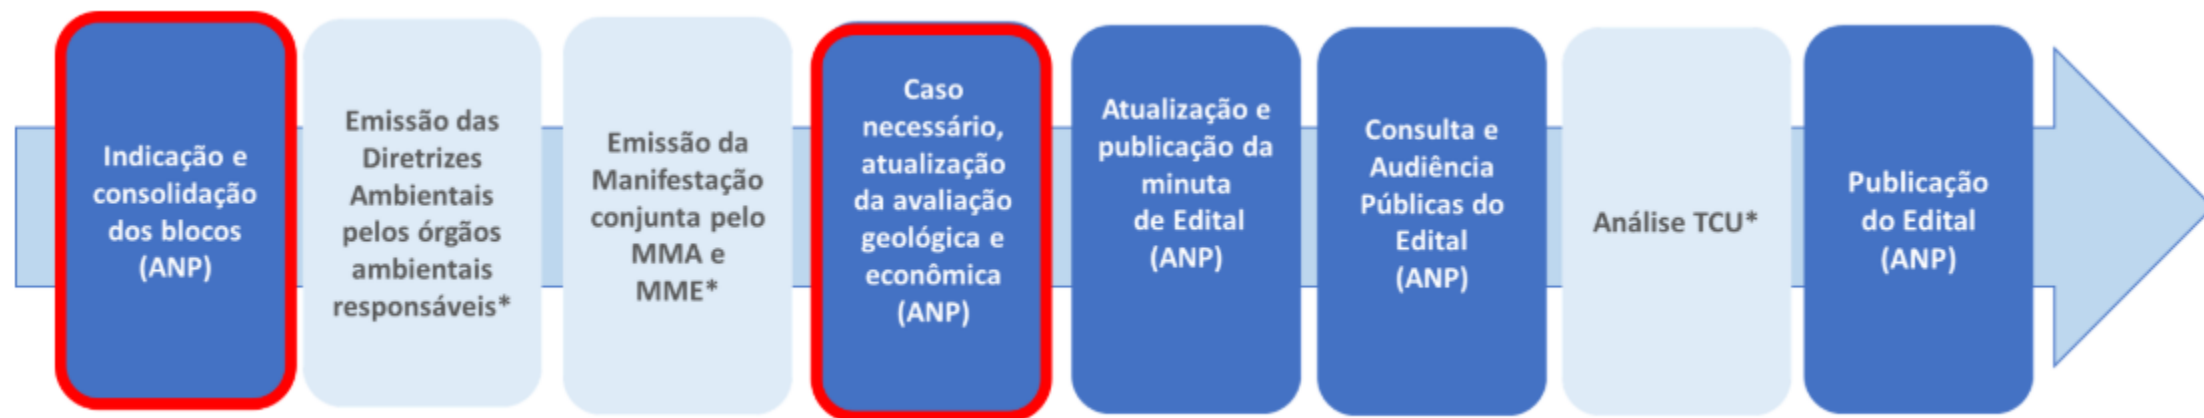 Indicação e
consolidação
dos blocos
(ANP)
Emissão das
Diretrizes
Ambientais
pelos órgãos
ambientais
responsáveis*
Emissão da
Manifestação
conjunta pelo
MMA e
MME*
Caso
necessário,
atualização
da avaliação
geológica e
econômica
(ANP)
Atualização e
publicação da
minuta
de Edital
(ANP)
Consulta e
Audiência
Públicas do
Edital
(ANP)
Análise TCU*
Publicação
do Edital
(ANP)